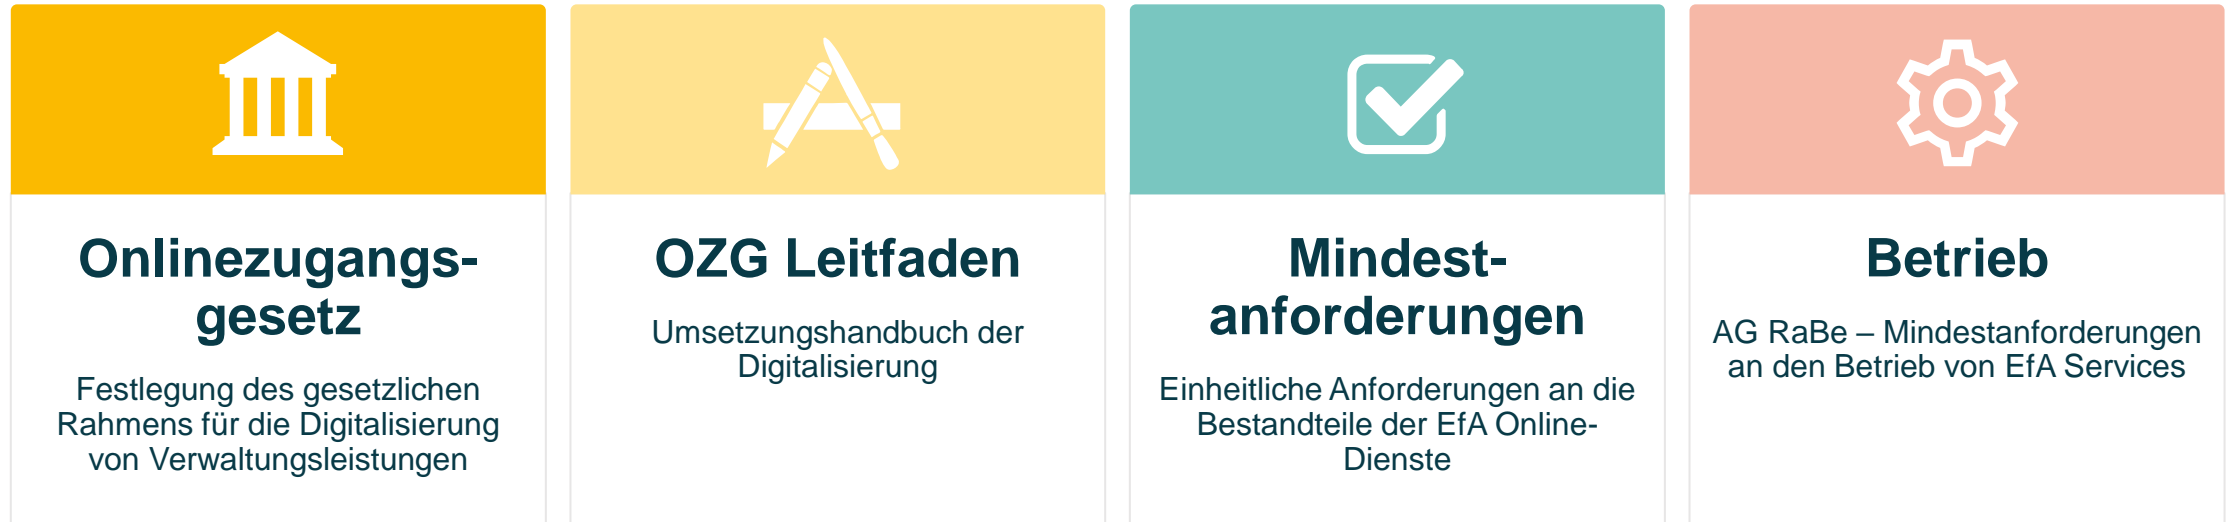 Onlinezugangs-
gesetz
Festlegung des gesetzlichen
Rahmens für die Digitalisierung
von Verwaltungsleistungen
OZG Leitfaden
Umsetzungshandbuch der
Digitalisierung
Mindest-
anforderungen
Einheitliche Anforderungen an die
Bestandteile der EfA Online-
Dienste
Betrieb
AG RaBe – Mindestanforderungen
an den Betrieb von EfA Services